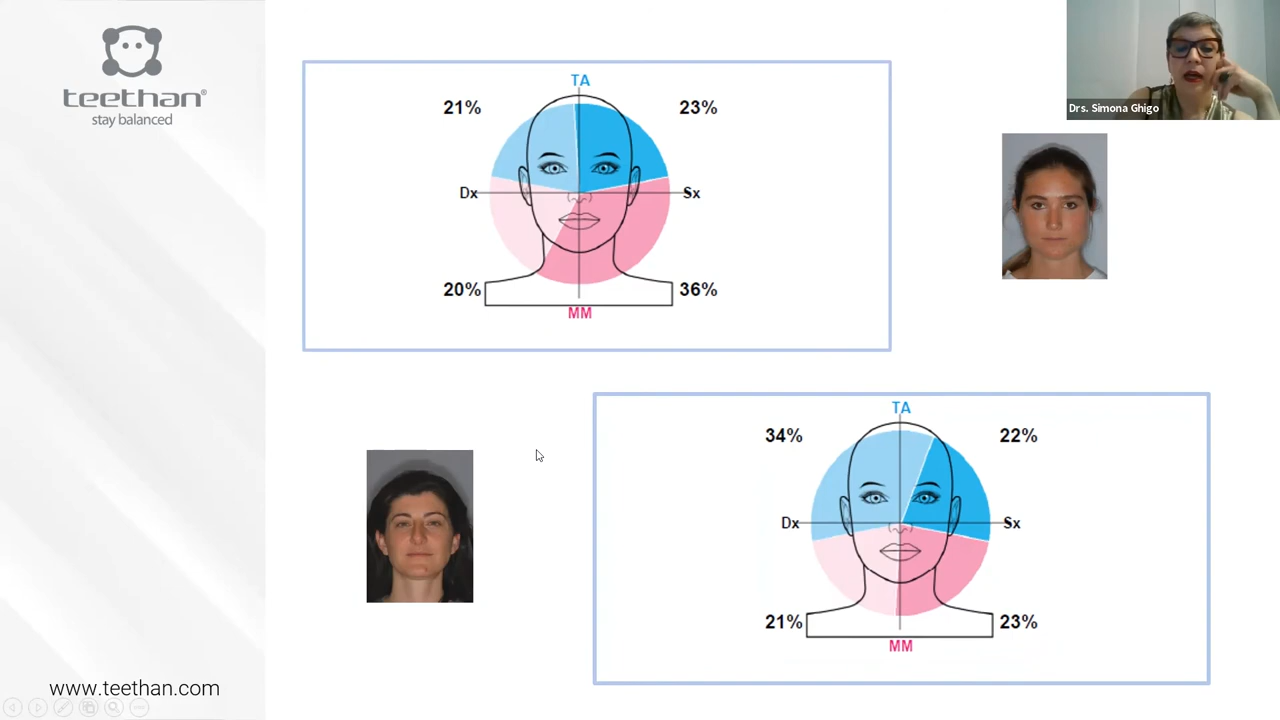 teethan®
stay balanced
Drs. Simona Ghigo
TA
21%
23%
Dx
Sx
20%
36%
MM
TA
34%
22%
Dx
Sx
21%
23%
MM
www.teethan.com